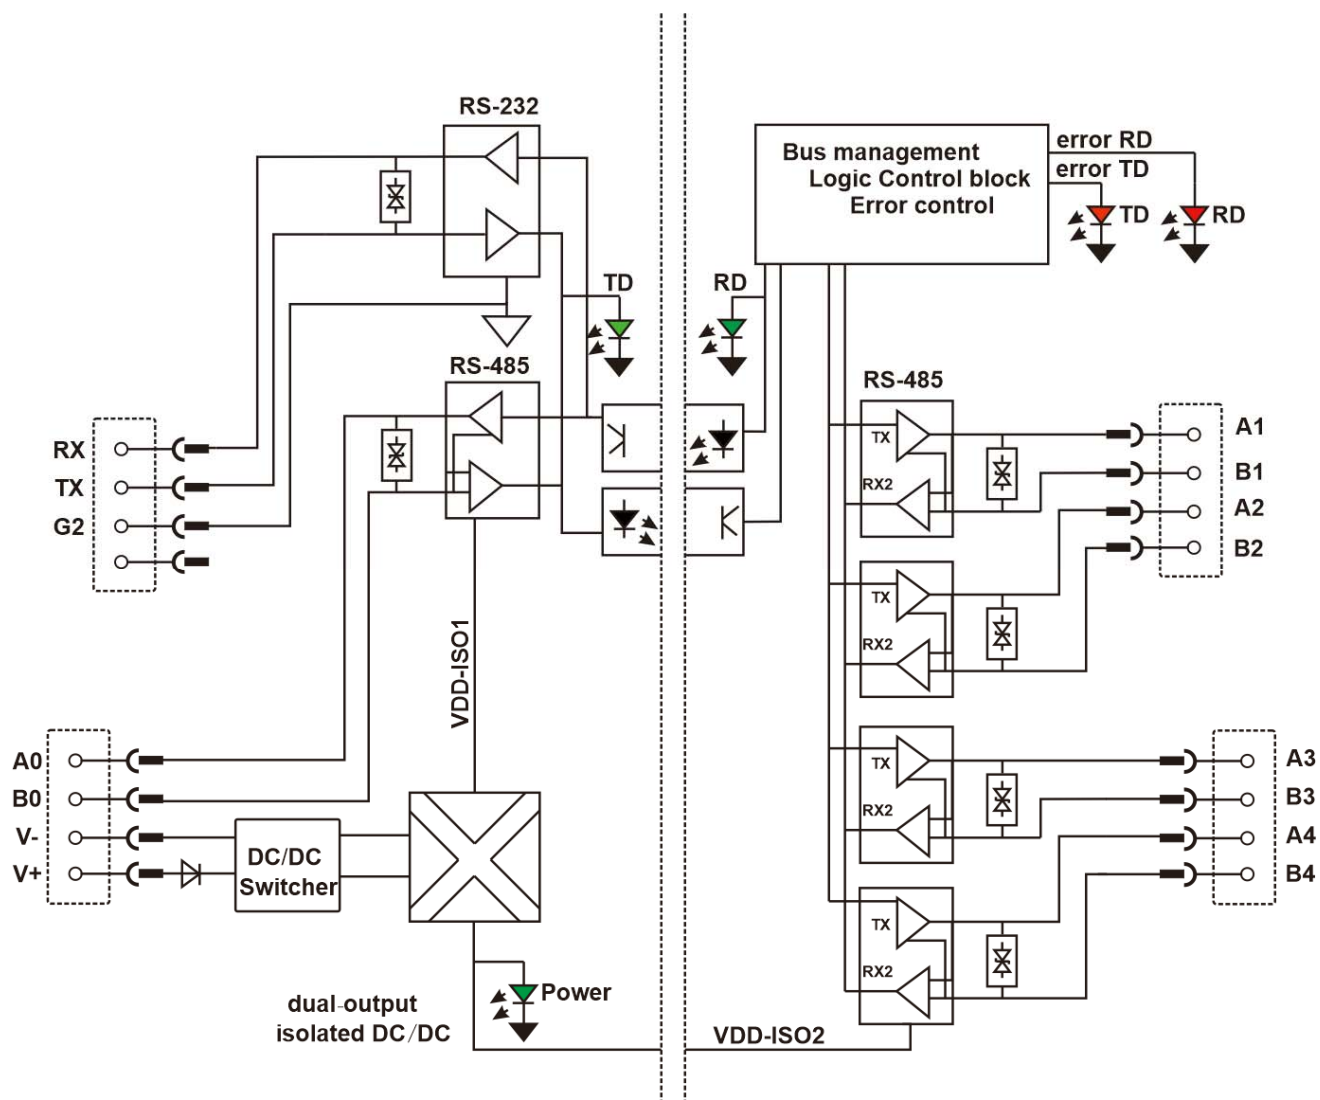 RS-232
Bus management
Logic Control block
Error control
error RD
error TD
TD
RD
TD
RD
RS-485
RS-485
RX
TX
G2
TX
RX2
A1
B1
A2
B2
TX
RX2
VDD-ISO1
A0
B0
V-
V+
DC/DC
Switcher
TX
RX2
A3
B3
A4
B4
TX
RX2
Power
dual-output
isolated DC/DC
VDD-ISO2